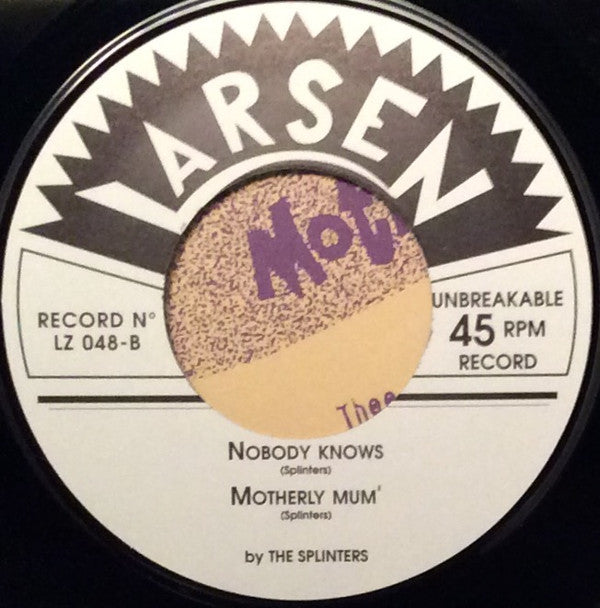 LARSEN
Mot
RECORD Nº
LZ 048-B
UNBREAKABLE
45 RPM
RECORD
Thee
NOBODY KNOWS
(Splinters)
MOTHERLY MUM'
(Splinters)
by THE SPLINTERS